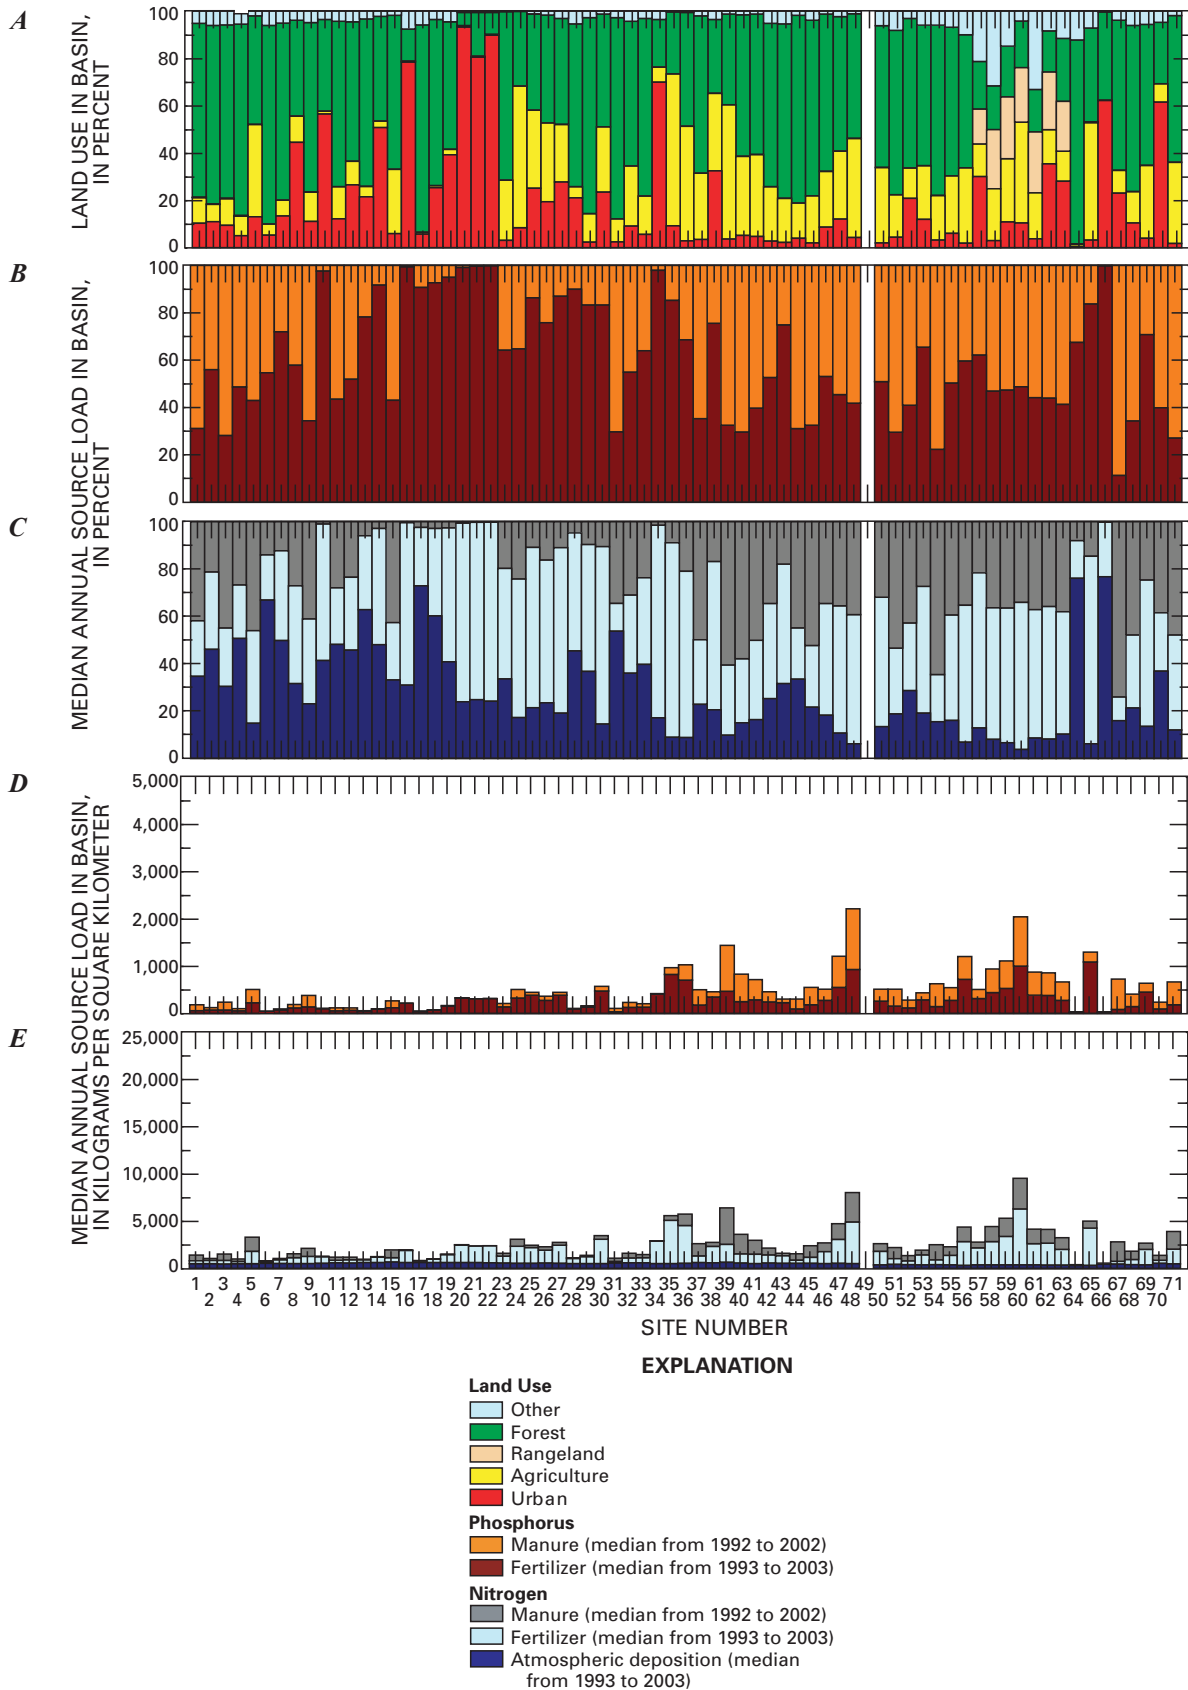 A
LAND USE IN BASIN,
IN PERCENT
100
80
60
40
20
0
B
MEDIAN ANNUAL SOURCE LOAD IN BASIN,
IN PERCENT
100
80
60
40
20
0
C
100
80
60
40
20
0
D
MEDIAN ANNUAL SOURCE LOAD IN BASIN,
IN KILOGRAMS PER SQUARE KILOMETER
5,000
4,000
3,000
2,000
1,000
0
E
25,000
20,000
15,000
10,000
5,000
0
1 3 5 7 9 11 13 15 17 19 21 23 25 27 29 31 33 35 37 39 41 43 45 47 49 51 53 55 57 59 61 63 65 67 69 71
2 4 6 8 10 12 14 16 18 20 22 24 26 28 30 32 34 36 38 40 42 44 46 48 50 52 54 56 58 60 62 64 66 68 70
SITE NUMBER
EXPLANATION
Land Use
Other
Forest
Rangeland
Agriculture
Urban
Phosphorus
Manure (median from 1992 to 2002)
Fertilizer (median from 1993 to 2003)
Nitrogen
Manure (median from 1992 to 2002)
Fertilizer (median from 1993 to 2003)
Atmospheric deposition (median
from 1993 to 2003)